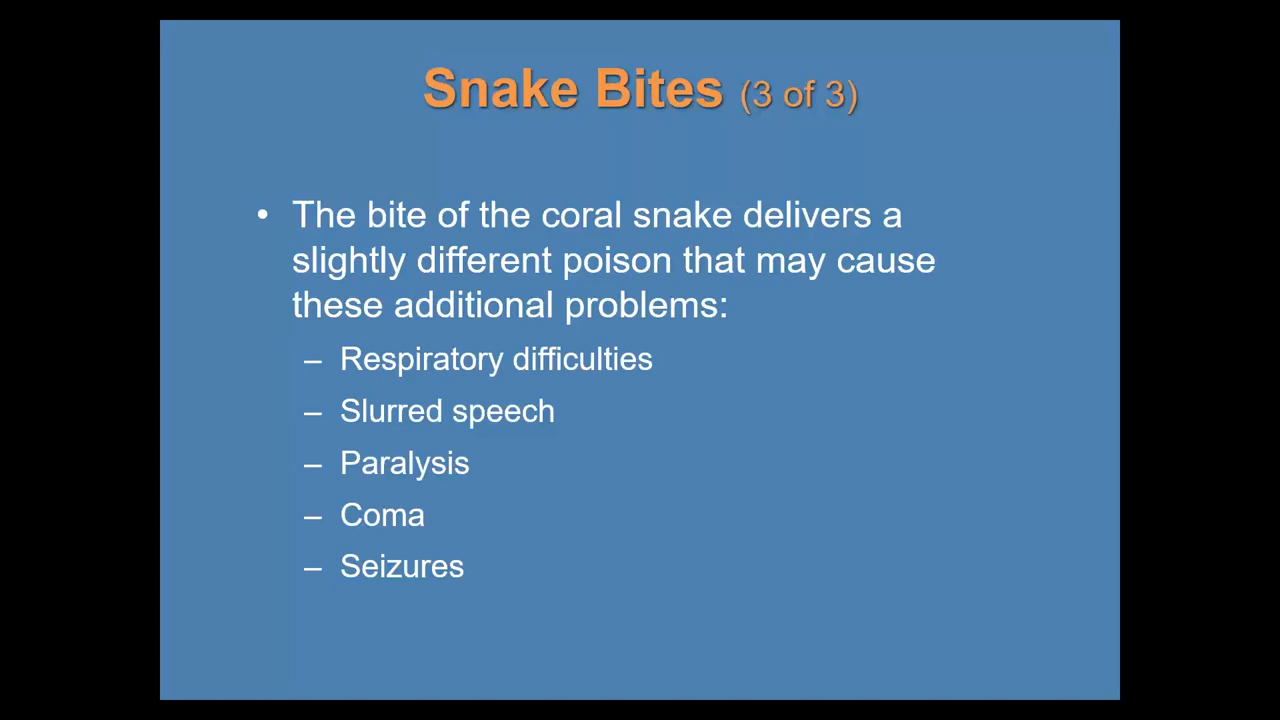 Snake Bites (3 of 3)
• The bite of the coral snake delivers a
slightly different poison that may cause
these additional problems:
– Respiratory difficulties
– Slurred speech
– Paralysis
– Coma
– Seizures